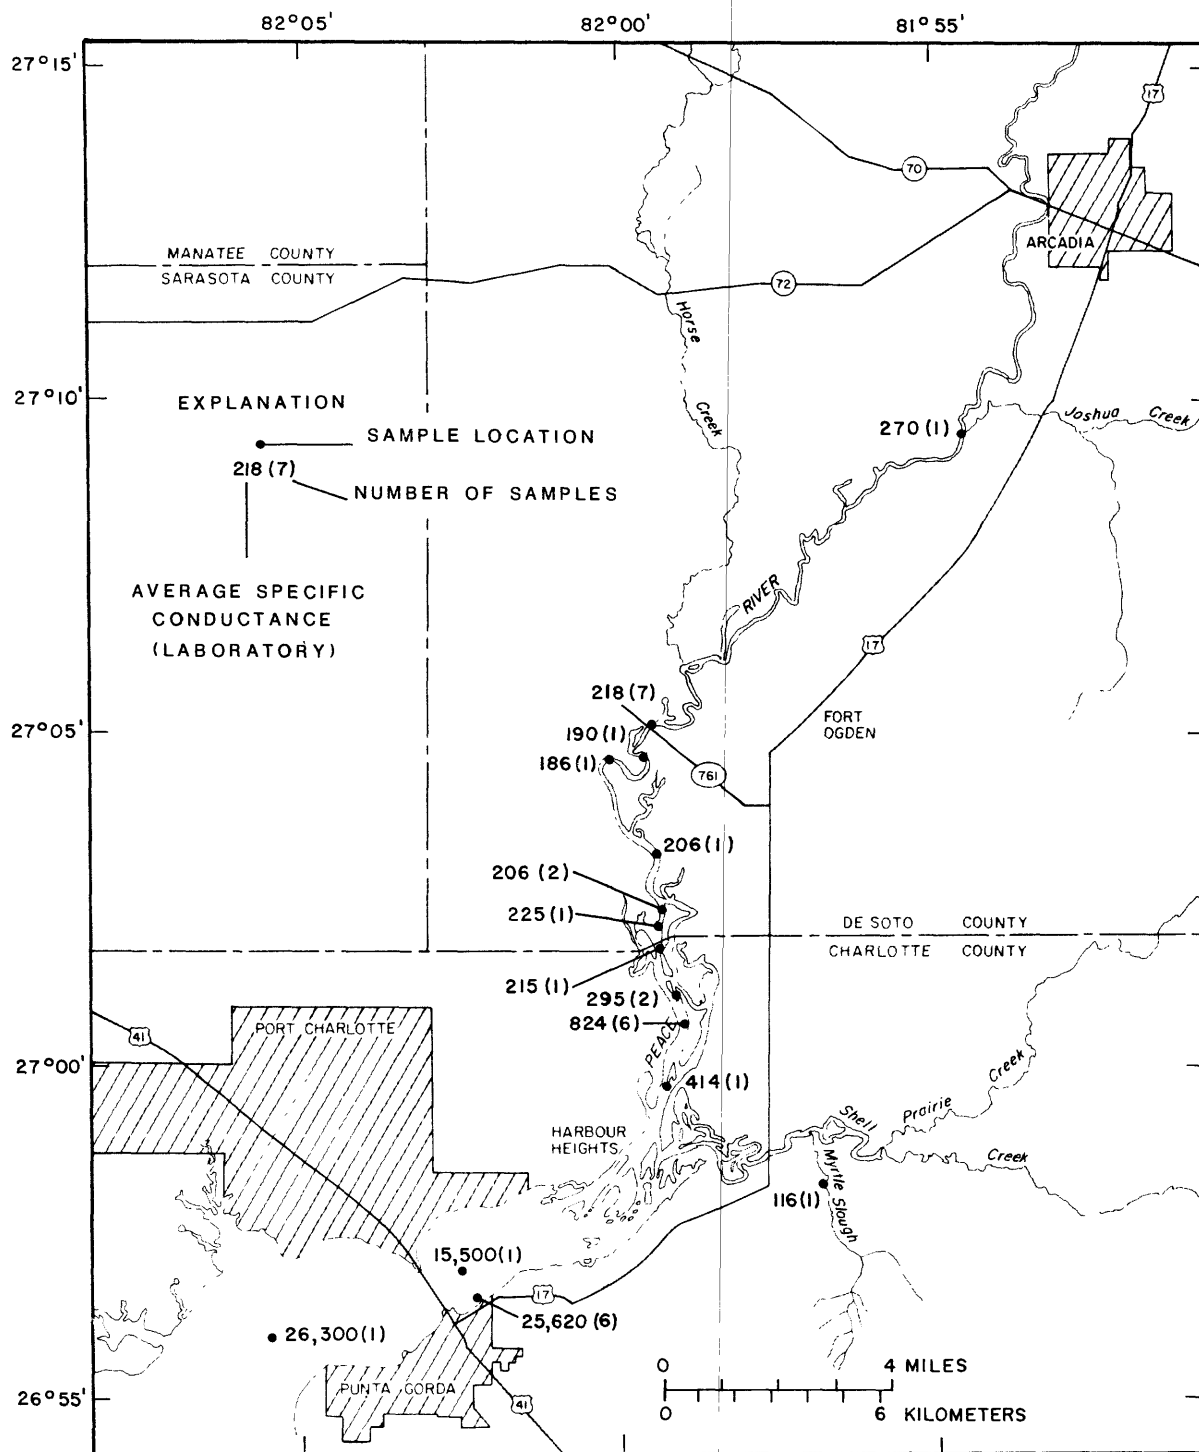 82°05' 82°00' 81°55'
27°15'
17
70
ARCADIA
MANATEE COUNTY
SARASOTA COUNTY
72
Horse
Creek
27°10'
EXPLANATION
SAMPLE LOCATION
218 (7)
NUMBER OF SAMPLES
AVERAGE SPECIFIC
CONDUCTANCE
(LABORATORY)
270 (1)
Joshua Creek
RIVER
17
218 (7)
27°05'
190 (1)
186 (1)
FORT
OGDEN
761
206 (1)
206 (2)
225 (1)
DE SOTO COUNTY
CHARLOTTE COUNTY
215 (1)
295 (2)
824 (6)
PEACE
PORT CHARLOTTE
41
27°00'
414 (1)
Creek
Prairie
Shell
Creek
HARBOUR
HEIGHTS
Myrtle Slough
116 (1)
15,500 (1)
17
25,620 (6)
26,300 (1)
0 4 MILES
PUNTA GORDA
41
26°55'
0 6 KILOMETERS